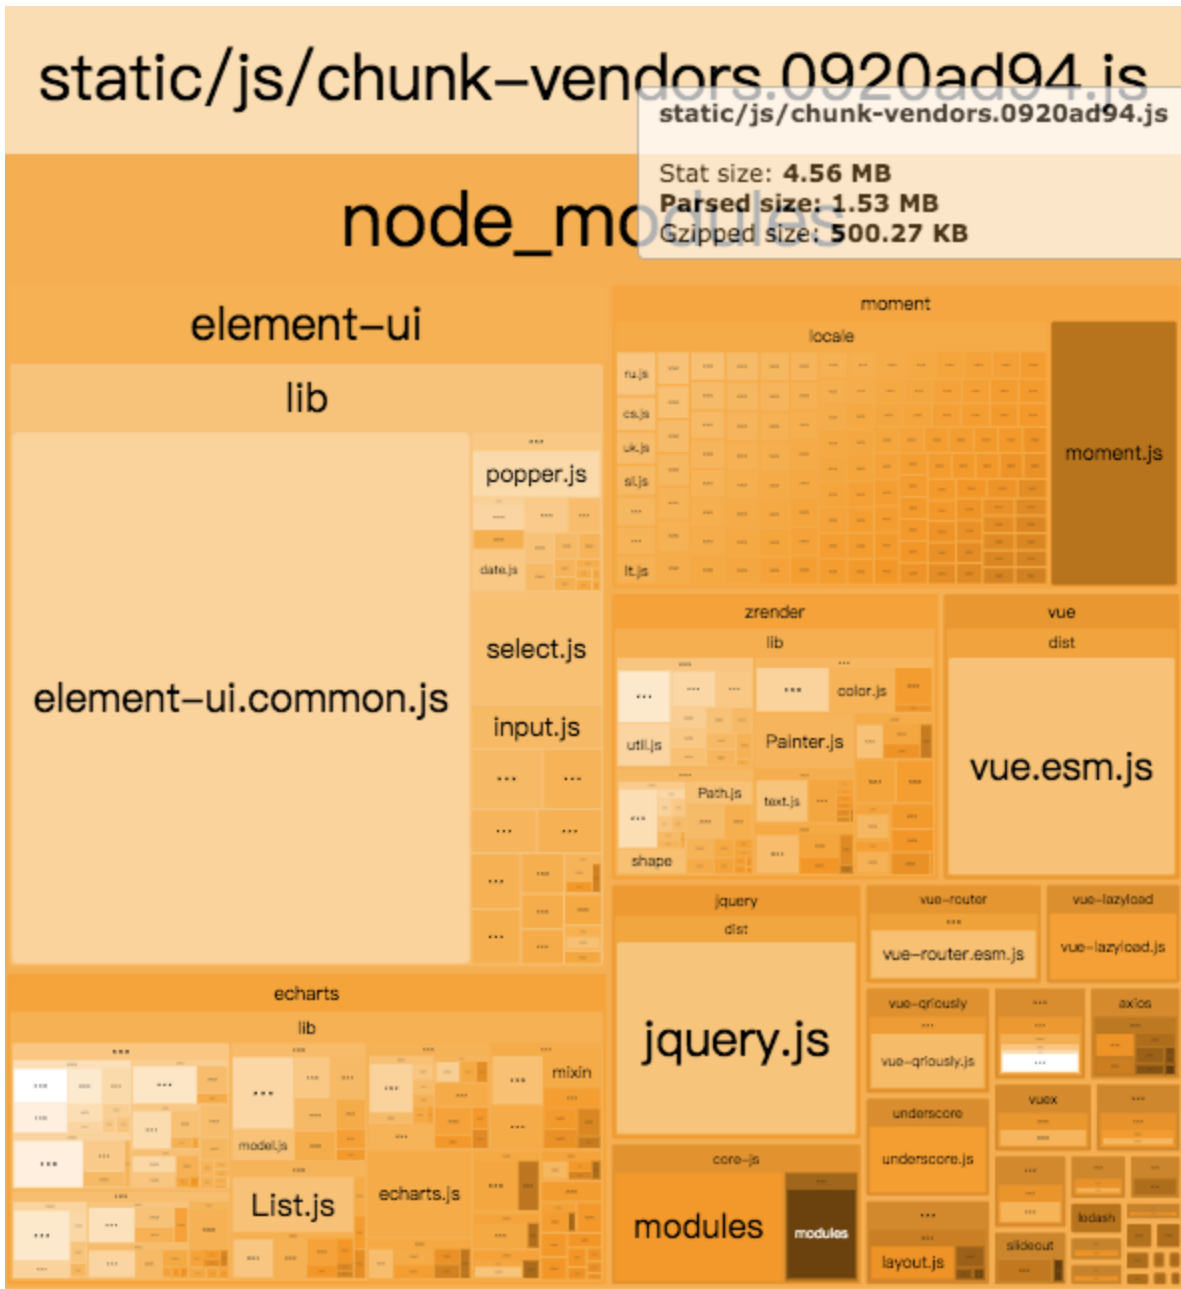 static/js/chunk-vendors.0920ad94.js
static/js/chunk-vendors.0920ad94.js
Stat size: 4.56 MB
Parsed size: 1.53 MB
Gzipped size: 500.27 KB
node_modules
element-ui
lib
element-ui.common.js
popper.js
date.js
select.js
input.js
moment
locale
ru.js
cs.js
uk.js
sl.js
lt.js
moment.js
zrender
lib
color.js
util.js
Painter.js
Path.js
text.js
shape
vue
dist
vue.esm.js
echarts
lib
mixin
model.js
List.js
echarts.js
jquery
dist
jquery.js
core-js
modules
modules
vue-router
vue-router.esm.js
vue-lazyload
vue-lazyload.js
vue-qriously
vue-qriously.js
axios
underscore
underscore.js
vuex
layout.js
slideout
lodash